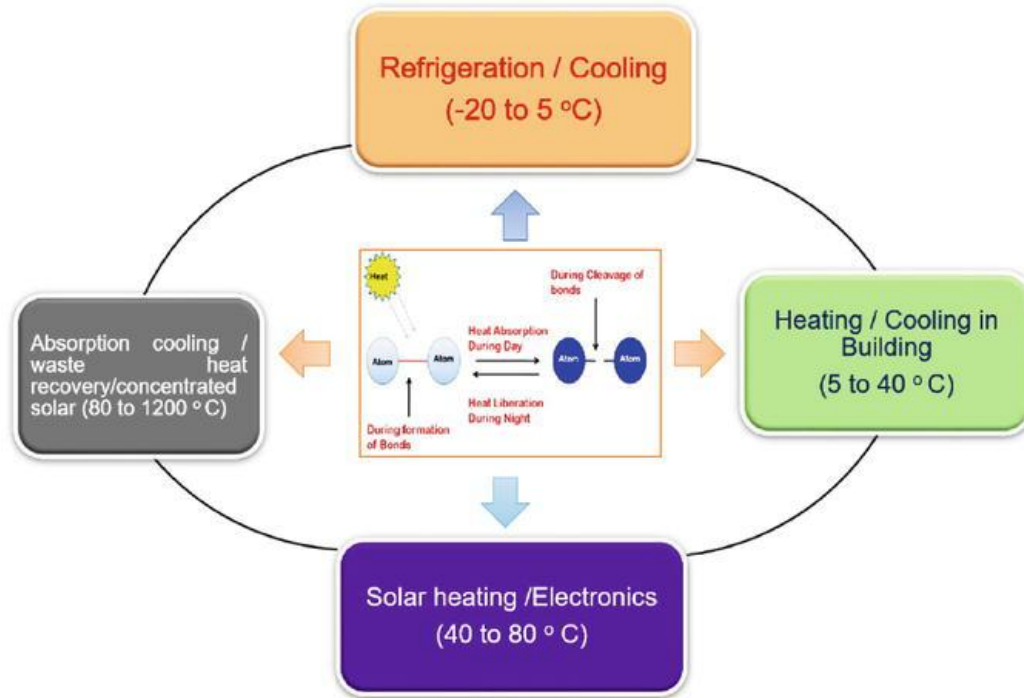 Refrigeration / Cooling
(-20 to 5 °C)
Heat
During Cleavage of
bonds
Atom
Atom
Heat Absorption
During Day
Atom
Heat Liberation
During Night
During formation
of Bonds
Absorption cooling /
waste heat
recovery/concentrated
solar (80 to 1200 °C)
Heating / Cooling in
Building
(5 to 40 °C)
Solar heating /Electronics
(40 to 80 ° C)